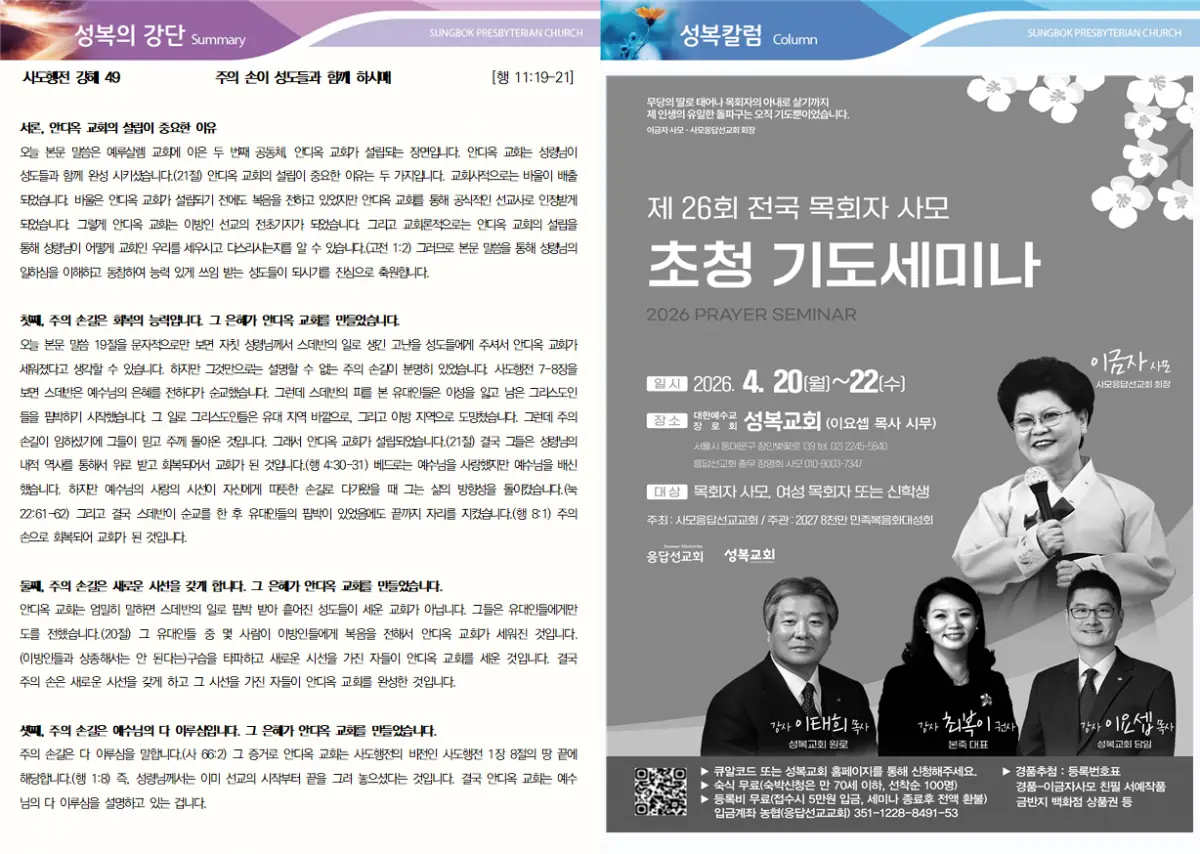 성복의 강단 Summary
SUNGBOK PRESBYTERIAN CHURCH
사도행전 강해 49 주의 손이 성도들과 함께 하시매 [행 11:19-21]
서론, 안디옥 교회의 설립이 중요한 이유
오늘 본문 말씀은 예루살렘 교회에 이은 두 번째 공동체, 안디옥 교회가 설립되는 장면입니다. 안디옥 교회는 성령님이
성도들과 함께 완성 시키셨습니다.(21절) 안디옥 교회의 설립이 중요한 이유는 두 가지입니다. 교회사적으로는 바울이 배출
되었습니다. 바울은 안디옥 교회가 설립되기 전에도 복음을 전하고 있었지만 안디옥 교회를 통해 공식적인 선교사로 인정받게
되었습니다. 그렇게 안디옥 교회는 이방인 선교의 전초기지가 되었습니다. 그리고 교회론적으로는 안디옥 교회의 설립을
통해 성령님이 어떻게 교회인 우리를 세우시고 다스리시는지를 알 수 있습니다.(고전 1:2) 그러므로 본문 말씀을 통해 성령님의
일하심을 이해하고 동참하여 능력 있게 쓰임 받는 성도들이 되시기를 진심으로 축원합니다.
첫째, 주의 손길은 회복의 능력입니다. 그 은혜가 안디옥 교회를 만들었습니다.
오늘 본문 말씀 19절을 문자적으로만 보면 자칫 성령님께서 스데반의 일로 생긴 고난을 성도들에게 주셔서 안디옥 교회가
세워졌다고 생각할 수 있습니다. 하지만 그것만으로는 설명할 수 없는 주의 손길이 분명히 있었습니다. 사도행전 7-8장을
보면 스데반은 예수님의 은혜를 전하다가 순교했습니다. 그런데 스데반의 피를 본 유대인들은 이성을 잃고 남은 그리스도인
들을 핍박하기 시작했습니다. 그 일로 그리스도인들은 유대 지역 바깥으로, 그리고 이방 지역으로 도망쳤습니다. 그런데 주의
손길이 임하셨기에 그들이 믿고 주께 돌아온 것입니다. 그래서 안디옥 교회가 설립되었습니다.(21절) 결국 그들은 성령님의
내적 역사를 통해서 위로 받고 회복되어서 교회가 된 것입니다.(행 4:30-31) 베드로는 예수님을 사랑했지만 예수님을 배신
했습니다. 하지만 예수님의 사랑의 시선이 자신에게 따뜻한 손길로 다가왔을 때 그는 삶의 방향성을 돌이켰습니다.(눅
22:61-62) 그리고 결국 스데반이 순교를 한 후 유대인들의 핍박이 있었음에도 끝까지 자리를 지켰습니다.(행 8:1) 주의
손으로 회복되어 교회가 된 것입니다.
둘째, 주의 손길은 새로운 시선을 갖게 합니다. 그 은혜가 안디옥 교회를 만들었습니다.
안디옥 교회는 엄밀히 말하면 스데반의 일로 핍박 받아 흩어진 성도들이 세운 교회가 아닙니다. 그들은 유대인들에게만
도를 전했습니다.(20절) 그 유대인들 중 몇 사람이 이방인들에게 복음을 전해서 안디옥 교회가 세워진 것입니다.
(이방인들과 상종해서는 안 된다는)구습을 타파하고 새로운 시선을 가진 자들이 안디옥 교회를 세운 것입니다. 결국
주의 손은 새로운 시선을 갖게 하고 그 시선을 가진 자들이 안디옥 교회를 완성한 것입니다.
셋째, 주의 손길은 예수님의 다 이루심입니다. 그 은혜가 안디옥 교회를 만들었습니다.
주의 손길은 다 이루심을 말합니다.(사 66:2) 그 증거로 안디옥 교회는 사도행전의 비전인 사도행전 1장 8절의 땅 끝에
해당합니다.(행 1:8) 즉, 성령님께서는 이미 선교의 시작부터 끝을 그려 놓으셨다는 것입니다. 결국 안디옥 교회는 예수
님의 다 이루심을 설명하고 있는 겁니다.
성복칼럼 Column
SUNGBOK PRESBYTERIAN CHURCH
무당의 딸로 태어나 목회자의 아내로 살기까지
제 인생의 유일한 돌파구는 오직 기도뿐이었습니다.
이금자 사모 - 사모응답선교회 회장
제 26회 전국 목회자 사모
초청 기도세미나
2026 PRAYER SEMINAR
이금자 사모
사모응답선교회 회장
일시 2026. 4. 20(월)~22(수)
장소 대한예수교장로회 성복교회 (이요셉 목사 시무)
서울시 동대문구 장안벚꽃로 139 tel. 02) 2245-5640
응답선교회 총무 장영희 사모 010-9003-7347
대상 목회자 사모, 여성 목회자 또는 신학생
주최 : 사모응답선교회 / 주관 : 2027 8천만 민족복음화대성회
응답선교회 성복교회
강사 이태희 목사
성복교회 원로
강사 최복이 권사
본죽 대표
강사 이요셉 목사
성복교회 담임
▶ 큐알코드 또는 성복교회 홈페이지를 통해 신청해주세요.
▶ 숙식 무료(숙박신청은 만 70세 이하, 선착순 100명)
▶ 등록비 무료(접수시 5만원 입금, 세미나 종료후 전액 환불)
입금계좌 농협(응답선교회) 351-1228-8491-53
▶ 경품추첨 : 등록번호표
경품-이금자사모 친필 서예작품
금반지 백화점 상품권 등